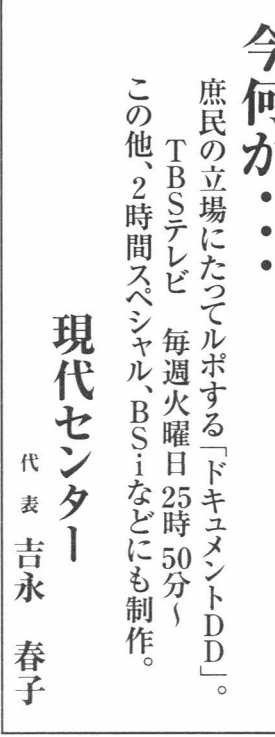 今何が・・・
庶民の立場にたってルポする「ドキュメントDD」。
TBSテレビ 毎週火曜日25時50分〜
この他、2時間スペシャル、BS-iなどにも制作。
現代センター
代表 吉永 春子